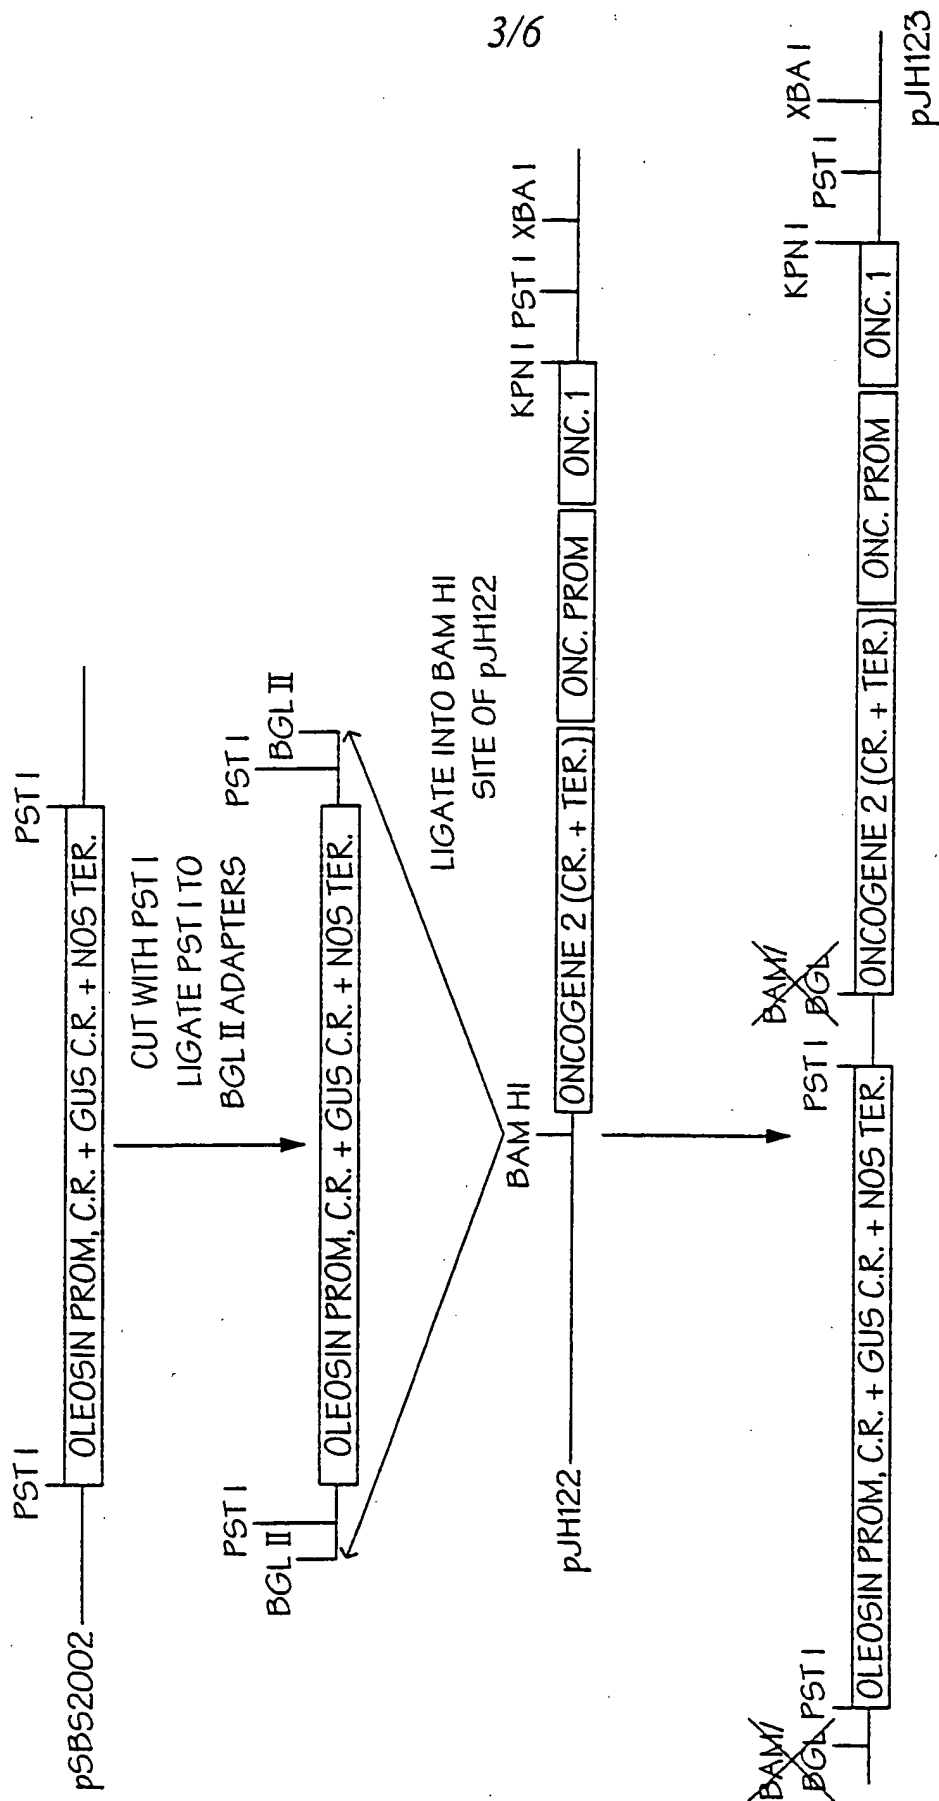 3/6
PST I
PST I
pSBS2002
OLEOSIN PROM, C.R. + GUS C.R. + NOS TER.
CUT WITH PST I
LIGATE PST I TO
BGL II ADAPTERS
PST I
BGL II
PST I
BGL II
OLEOSIN PROM, C.R. + GUS C.R. + NOS TER.
LIGATE INTO BAM HI
SITE OF pJH122
BAM HI
KPN I PST I XBA I
pJH122
ONCOGENE 2 (CR. + TER.) ONC. PROM ONC. 1
BAM/
BGL
PST I
PST I
BAM/
BGL
KPN I
PST I
XBA I
OLEOSIN PROM, C.R. + GUS C.R. + NOS TER.
ONCOGENE 2 (CR. + TER.) ONC. PROM ONC. 1
pJH123